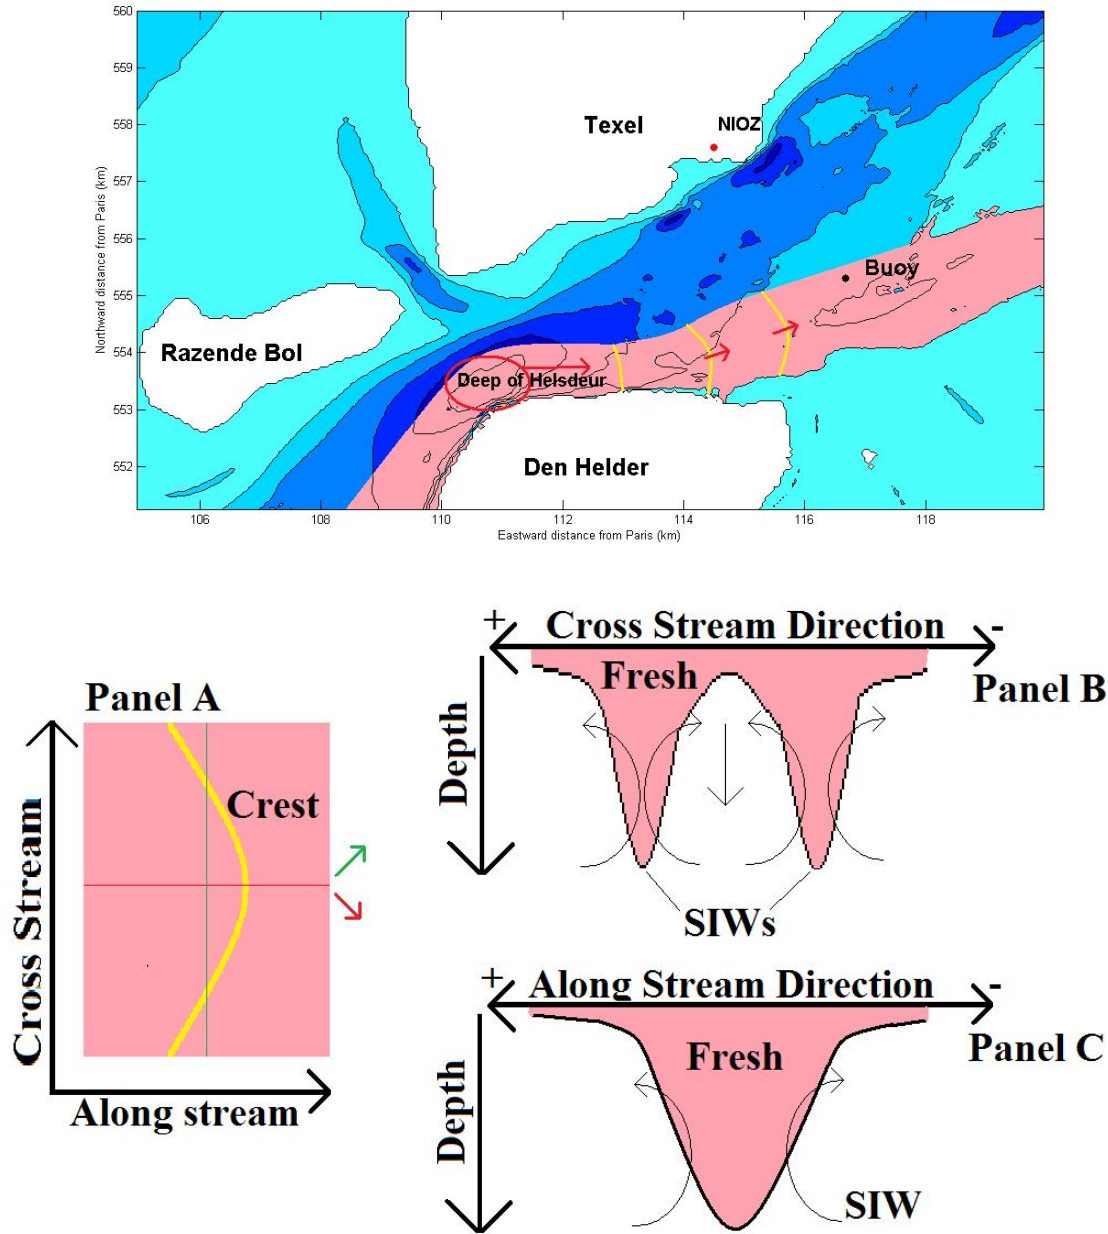 560
559
558
557
556
555
554
553
552
Northward distance from Paris (km)
Texel
NIOZ
Buoy
Razende Bol
Deep of Helsdeur
Den Helder
106
108
110
112
114
116
118
Eastward distance from Paris (km)
Panel A
Cross Stream
Crest
Along stream
+
Cross Stream Direction
-
Fresh
Panel B
Depth
SIWs
+
Along Stream Direction
-
Panel C
Fresh
Depth
SIW